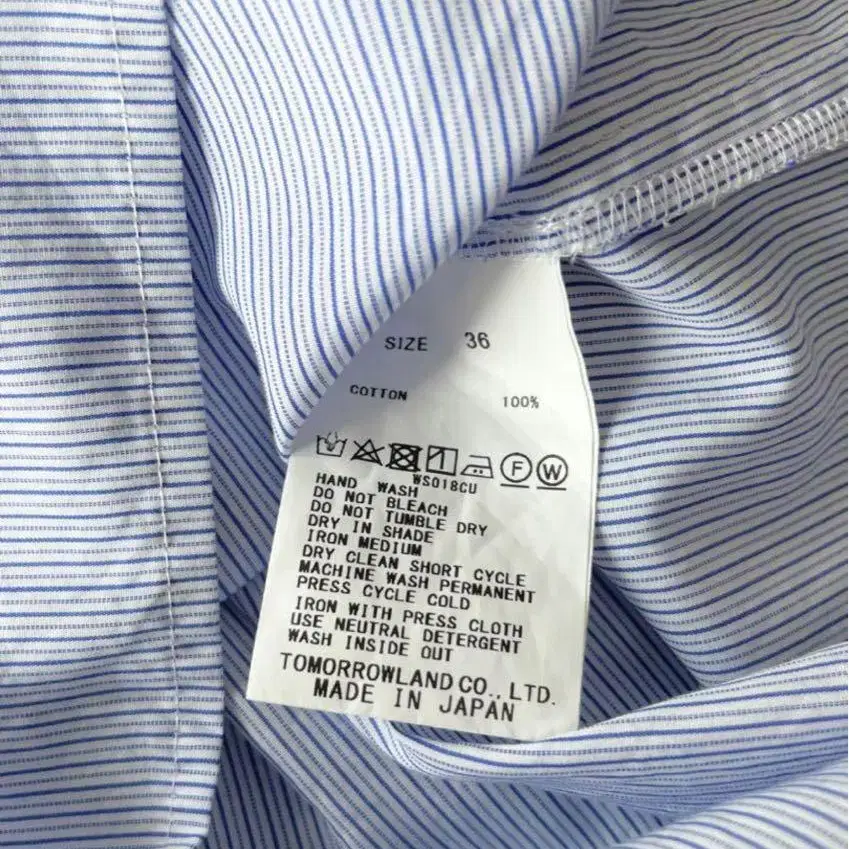 SIZE 36
COTTON 100%
F W
WS018CU
HAND WASH
DO NOT BLEACH
DO NOT TUMBLE DRY
DRY IN SHADE
IRON MEDIUM
DRY CLEAN SHORT CYCLE
MACHINE WASH PERMANENT
PRESS CYCLE COLD
IRON WITH PRESS CLOTH
USE NEUTRAL DETERGENT
WASH INSIDE OUT
TOMORROWLAND CO., LTD.
MADE IN JAPAN